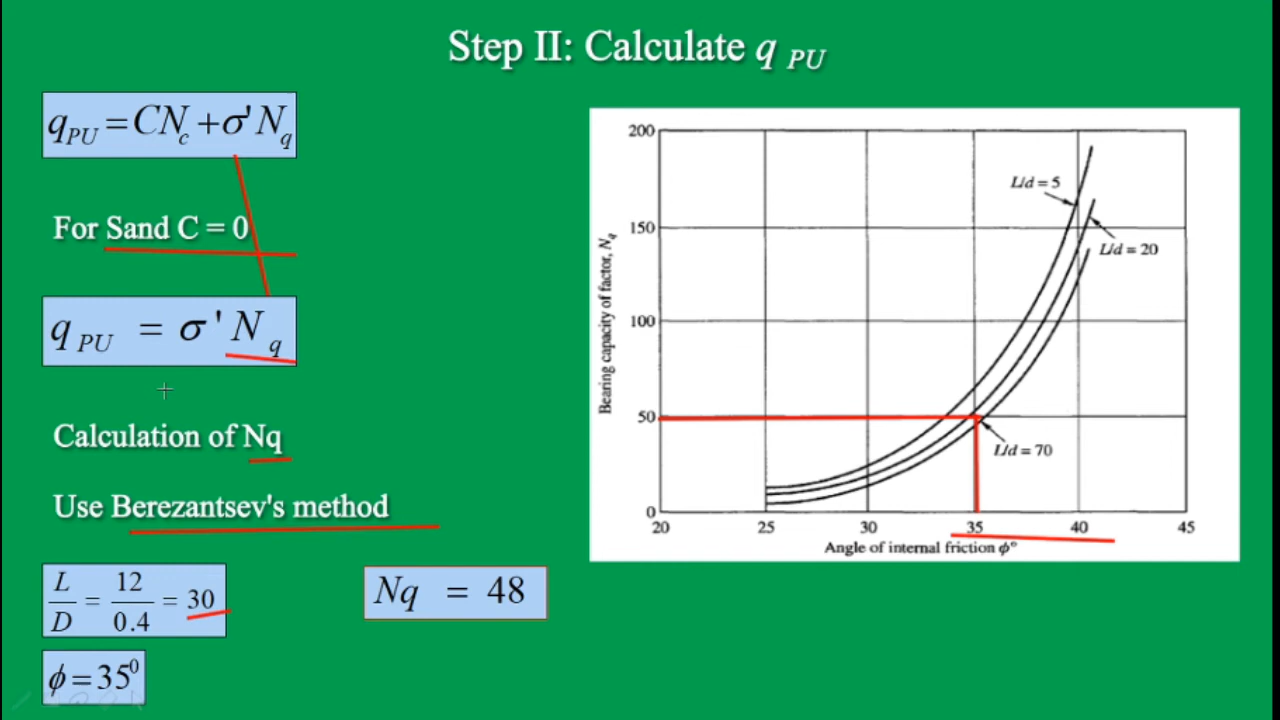 Step II: Calculate q PU
qPU = CNc + σ'Nq
For Sand C = 0
q PU = σ ' N q
Calculation of Nq
Use Berezantsev's method
L/D = 12/0.4 = 30
Nq = 48
ϕ = 35⁰
200
150
100
50
0
20 25 30 35 40 45
Bearing capacity of factor, Nq
Angle of internal friction ϕ°
L/d = 5
L/d = 20
L/d = 70